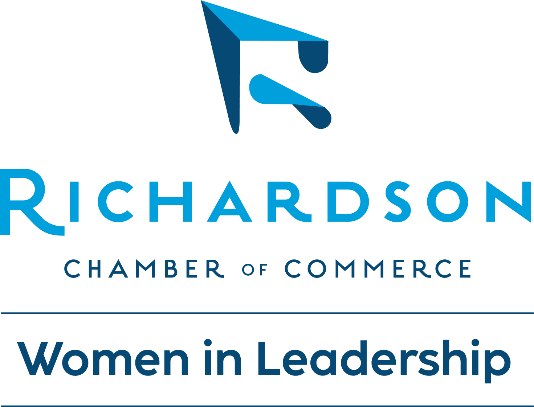 RICHARDSON
CHAMBER OF COMMERCE
Women in Leadership